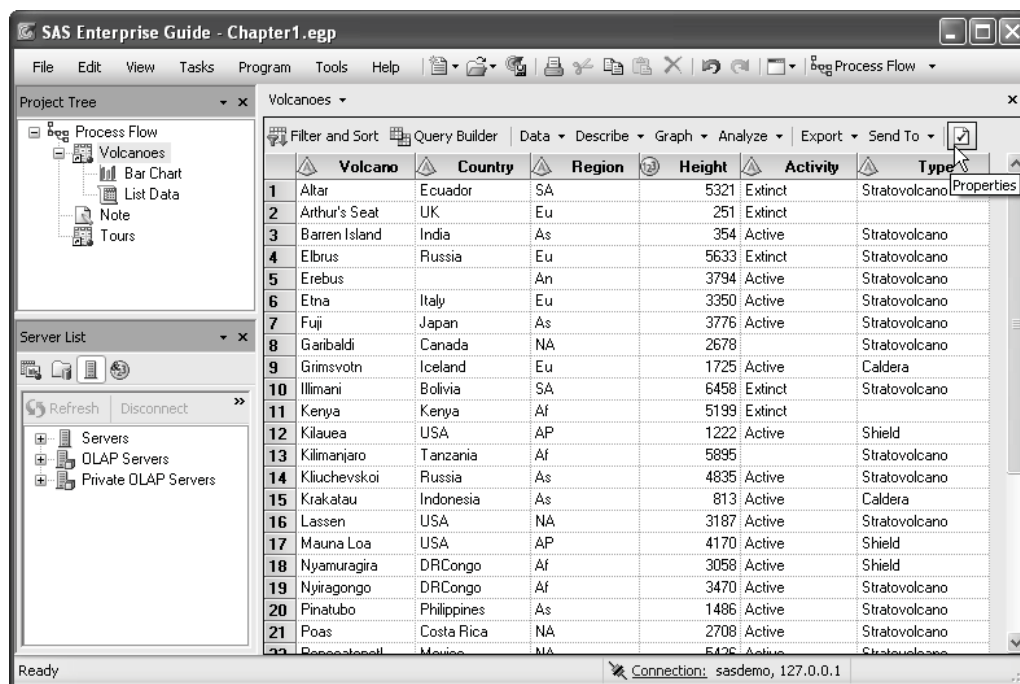 SAS Enterprise Guide - Chapter1.egp
File Edit View Tasks Program Tools Help Process Flow
Project Tree
Process Flow
Volcanoes
Bar Chart
List Data
Note
Tours
Server List
Refresh Disconnect »
Servers
OLAP Servers
Private OLAP Servers
Volcanoes
Filter and Sort Query Builder Data Describe Graph Analyze Export Send To
Properties
Volcano Country Region Height Activity Type
1 Altar Ecuador SA 5321 Extinct Stratovolcano
2 Arthur's Seat UK Eu 251 Extinct
3 Barren Island India As 354 Active Stratovolcano
4 Elbrus Russia Eu 5633 Extinct Stratovolcano
5 Erebus An 3794 Active Stratovolcano
6 Etna Italy Eu 3350 Active Stratovolcano
7 Fuji Japan As 3776 Active Stratovolcano
8 Garibaldi Canada NA 2678 Stratovolcano
9 Grimsvotn Iceland Eu 1725 Active Caldera
10 Illimani Bolivia SA 6458 Extinct Stratovolcano
11 Kenya Kenya Af 5199 Extinct
12 Kilauea USA AP 1222 Active Shield
13 Kilimanjaro Tanzania Af 5895 Stratovolcano
14 Kliuchevskoi Russia As 4835 Active Stratovolcano
15 Krakatau Indonesia As 813 Active Caldera
16 Lassen USA NA 3187 Active Stratovolcano
17 Mauna Loa USA AP 4170 Active Shield
18 Nyamuragira DRCongo Af 3058 Active Shield
19 Nyiragongo DRCongo Af 3470 Active Stratovolcano
20 Pinatubo Philippines As 1486 Active Stratovolcano
21 Poas Costa Rica NA 2708 Active Stratovolcano
Ready
Connection: sasdemo, 127.0.0.1